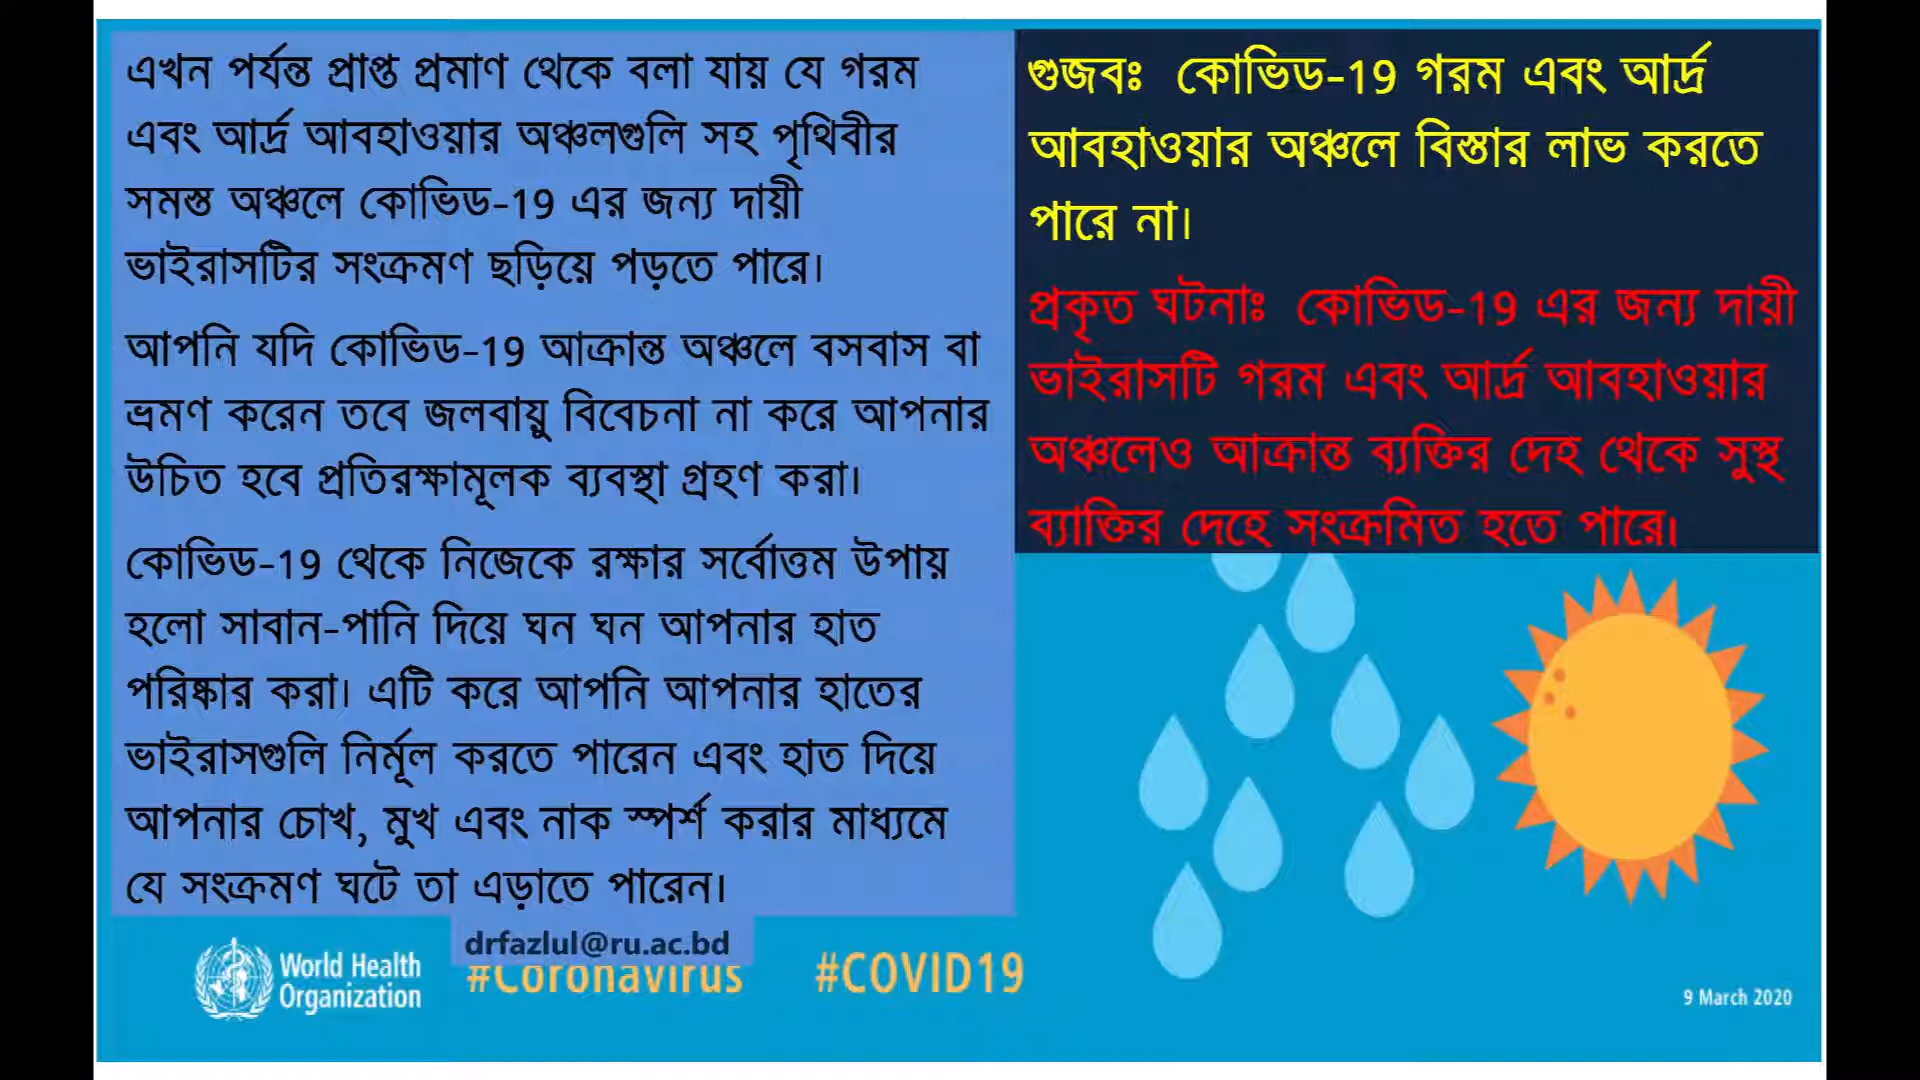 এখন পর্যন্ত প্রাপ্ত প্রমাণ থেকে বলা যায় যে গরম
এবং আর্দ্র আবহাওয়ার অঞ্চলগুলি সহ পৃথিবীর
সমস্ত অঞ্চলে কোভিড-19 এর জন্য দায়ী
ভাইরাসটির সংক্রমণ ছড়িয়ে পড়তে পারে।
আপনি যদি কোভিড-19 আক্রান্ত অঞ্চলে বসবাস বা
ভ্রমণ করেন তবে জলবায়ু বিবেচনা না করে আপনার
উচিত হবে প্রতিরক্ষামূলক ব্যবস্থা গ্রহণ করা।
কোভিড-19 থেকে নিজেকে রক্ষার সর্বোত্তম উপায়
হলো সাবান-পানি দিয়ে ঘন ঘন আপনার হাত
পরিষ্কার করা। এটি করে আপনি আপনার হাতের
ভাইরাসগুলি নির্মূল করতে পারেন এবং হাত দিয়ে
আপনার চোখ, মুখ এবং নাক স্পর্শ করার মাধ্যমে
যে সংক্রমণ ঘটে তা এড়াতে পারেন।
গুজবঃ কোভিড-19 গরম এবং আর্দ্র
আবহাওয়ার অঞ্চলে বিস্তার লাভ করতে
পারে না।
প্রকৃত ঘটনাঃ কোভিড-19 এর জন্য দায়ী
ভাইরাসটি গরম এবং আর্দ্র আবহাওয়ার
অঞ্চলেও আক্রান্ত ব্যক্তির দেহ থেকে সুস্থ
ব্যাক্তির দেহে সংক্রমিত হতে পারে।
drfazlul@ru.ac.bd
World Health
Organization
#Coronavirus #COVID19
9 March 2020